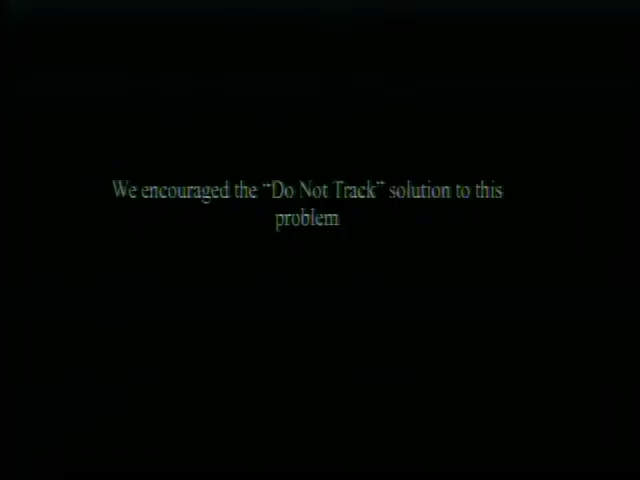 We encouraged the “Do Not Track” solution to this
problem